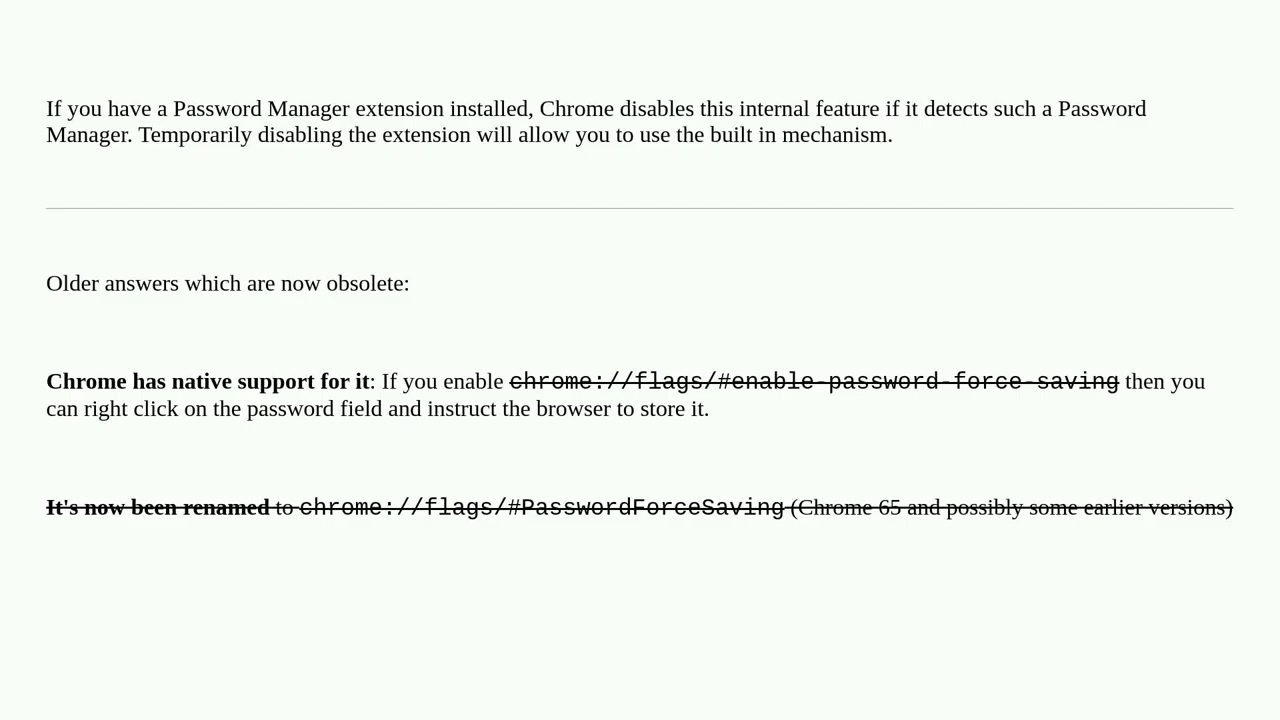 If you have a Password Manager extension installed, Chrome disables this internal feature if it detects such a Password
Manager. Temporarily disabling the extension will allow you to use the built in mechanism.
Older answers which are now obsolete:
Chrome has native support for it: If you enable chrome://flags/#enable-password-force-saving then you
can right click on the password field and instruct the browser to store it.
It's now been renamed to chrome://flags/#PasswordForceSaving (Chrome 65 and possibly some earlier versions)